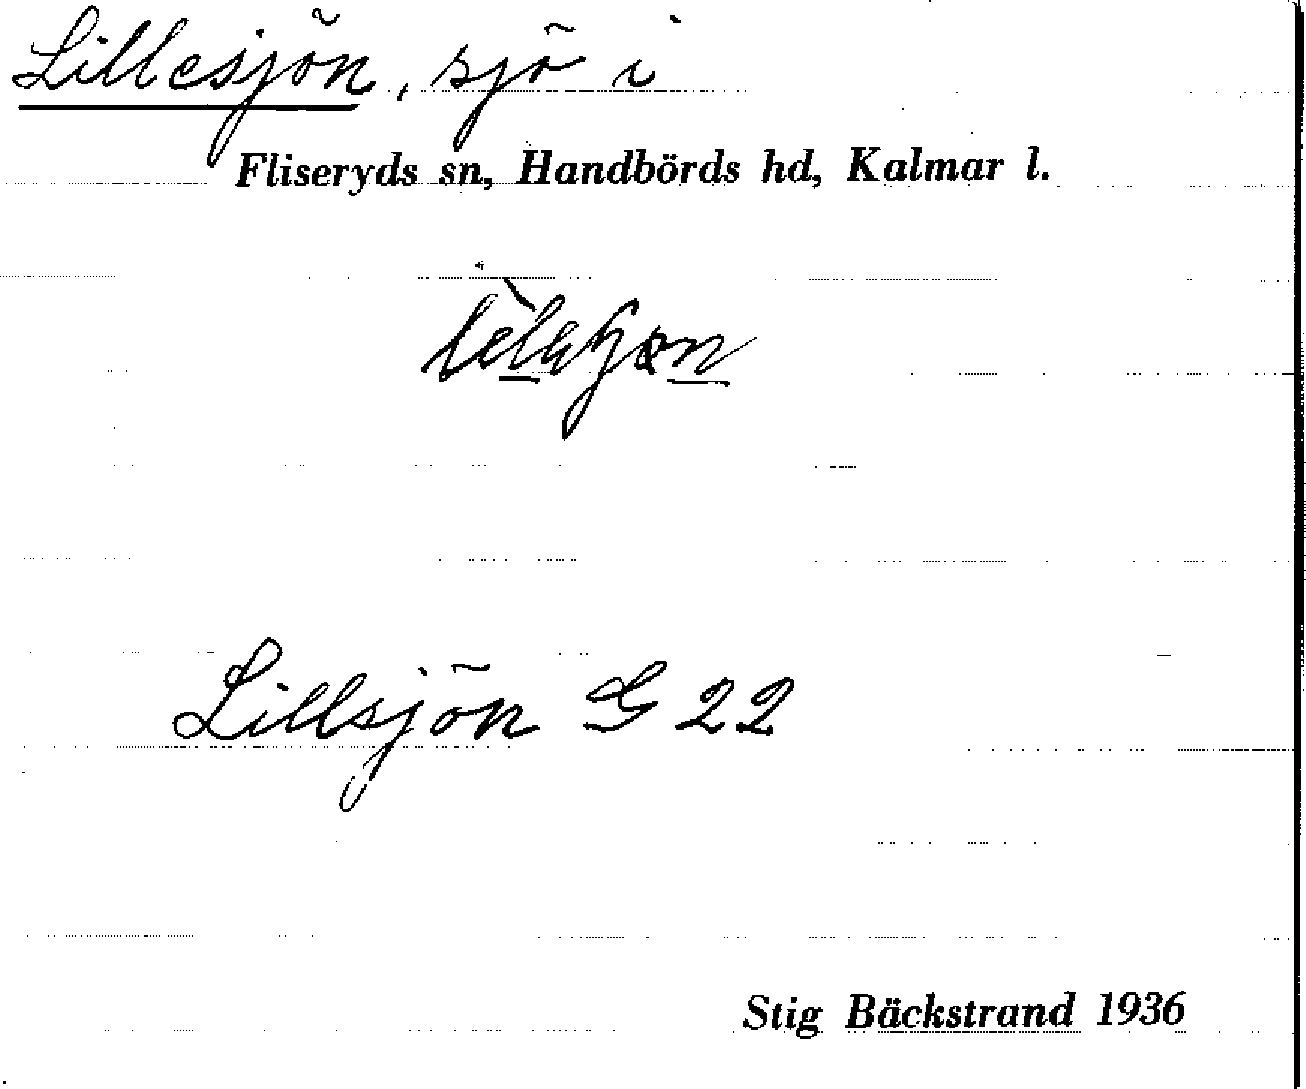 Lillesjön, sjö i
Fliseryds sn, Handbörds hd, Kalmar l.
Lillsjön G 22
Stig Bäckstrand 1936